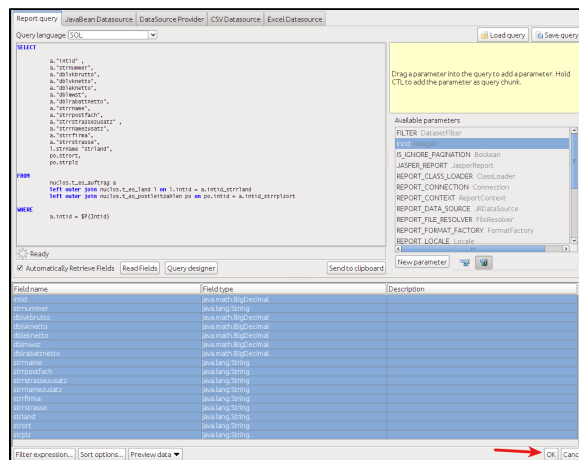 Report query JavaBean Datasource DataSource Provider CSV Datasource Excel Datasource
Query language SQL Load query Save query
SELECT
a."intid" ,
a."strnummer",
a."dblvkbrutto",
a."dblvknetto",
a."dbleknetto",
a."dblmwst",
a."dblrabattnetto",
a."strname",
a."strpostfach",
a."strstrassezusatz" ,
a."strnamezusatz",
a."strfirma",
a."strstrasse",
l.strname "strland",
po.strort,
po.strplz
FROM
nuclos.t_eo_auftrag a
left outer join nuclos.t_eo_land l on l.intid = a.intid_strrland
left outer join nuclos.t_eo_postleitzahlen po on po.intid = a.intid_strrplzort
WHERE
a.intid = $P{Intid}
Drag a parameter into the query to add a parameter. Hold
CTL to add the parameter as query chunk.
Available parameters
FILTER DatasetFilter
Intid Integer
IS_IGNORE_PAGINATION Boolean
JASPER_REPORT JasperReport
REPORT_CLASS_LOADER ClassLoader
REPORT_CONNECTION Connection
REPORT_CONTEXT ReportContext
REPORT_DATA_SOURCE JRDataSource
REPORT_FILE_RESOLVER FileResolver
REPORT_FORMAT_FACTORY FormatFactory
REPORT_LOCALE Locale
Ready
Automatically Retrieve Fields Read Fields Query designer Send to clipboard New parameter
Field name Field type Description
intid java.math.BigDecimal
strnummer java.lang.String
dblvkbrutto java.math.BigDecimal
dblvknetto java.math.BigDecimal
dbleknetto java.math.BigDecimal
dblmwst java.math.BigDecimal
dblrabattnetto java.math.BigDecimal
strname java.lang.String
strpostfach java.lang.String
strstrassezusatz java.lang.String
strnamezusatz java.lang.String
strfirma java.lang.String
strstrasse java.lang.String
strland java.lang.String
strort java.lang.String
strplz java.lang.String
Filter expression... Sort options... Preview data OK Canc